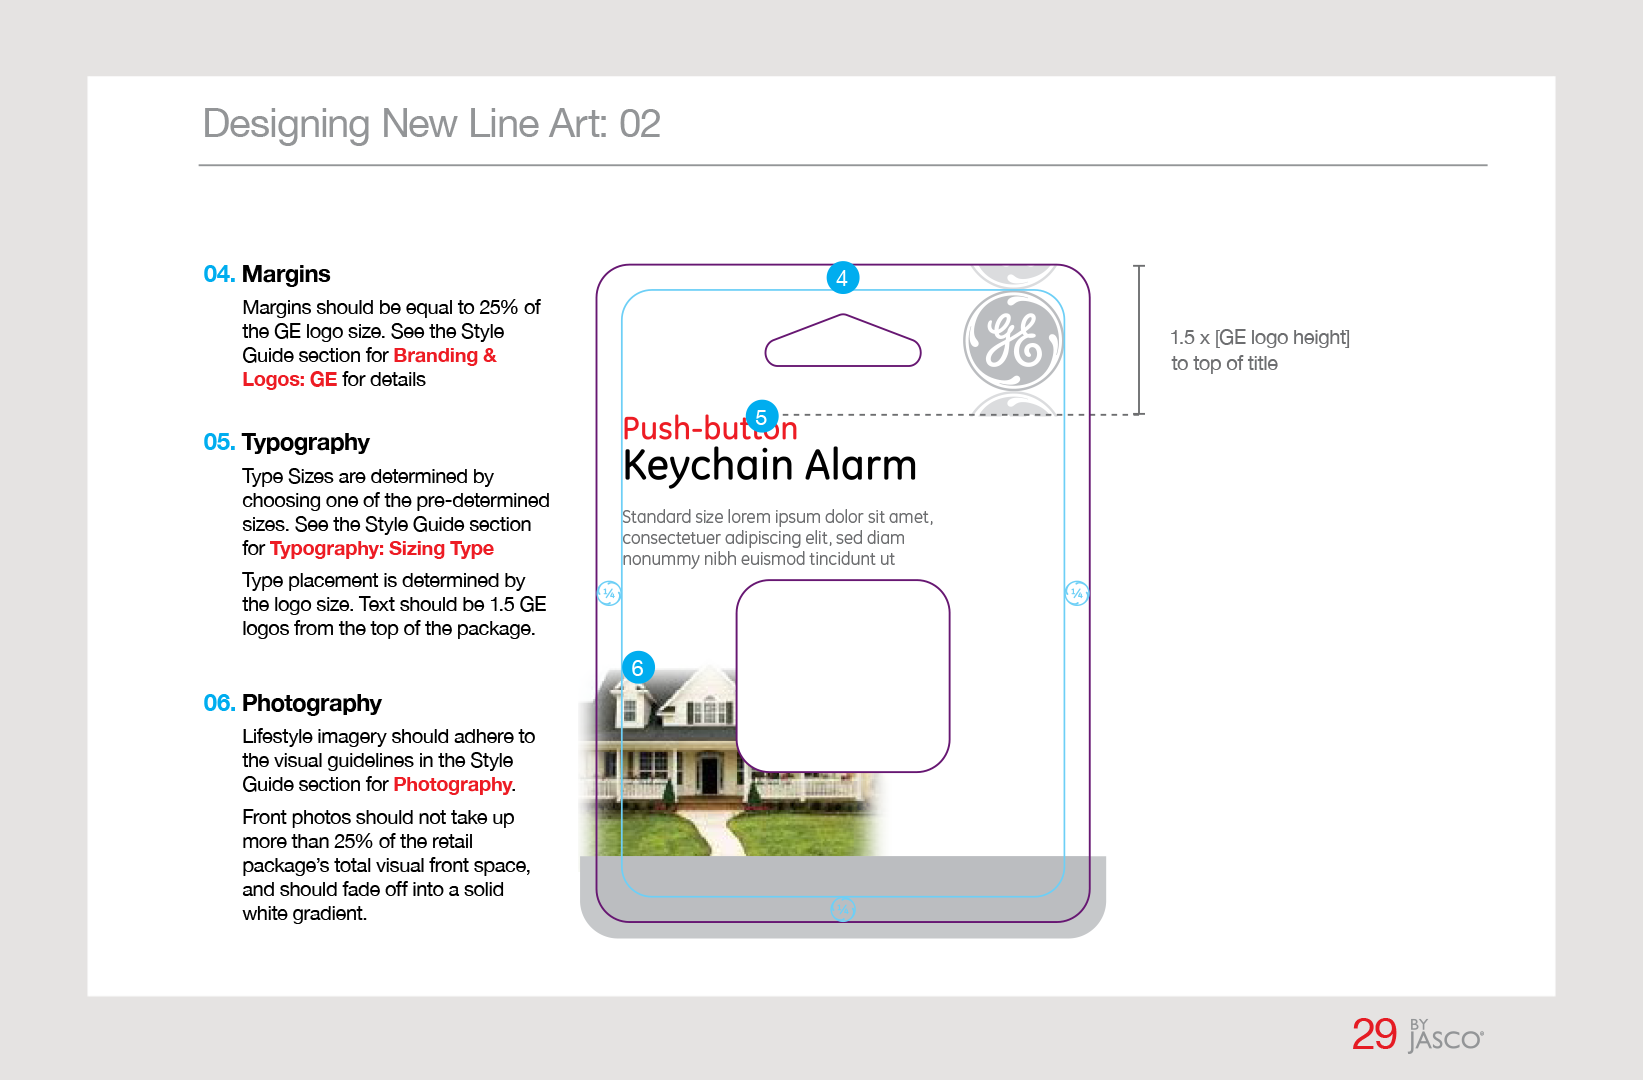 Designing New Line Art: 02
04. Margins
Margins should be equal to 25% of
the GE logo size. See the Style
Guide section for Branding &
Logos: GE for details
05. Typography
Type Sizes are determined by
choosing one of the pre-determined
sizes. See the Style Guide section
for Typography: Sizing Type
Type placement is determined by
the logo size. Text should be 1.5 GE
logos from the top of the package.
06. Photography
Lifestyle imagery should adhere to
the visual guidelines in the Style
Guide section for Photography.
Front photos should not take up
more than 25% of the retail
package's total visual front space,
and should fade off into a solid
white gradient.
4
GE
1.5 x [GE logo height]
to top of title
5
Push-button
Keychain Alarm
Standard size lorem ipsum dolor sit amet,
consectetuer adipiscing elit, sed diam
nonummy nibh euismod tincidunt ut
¼
¼
6
¼
29
BY
JASCO®